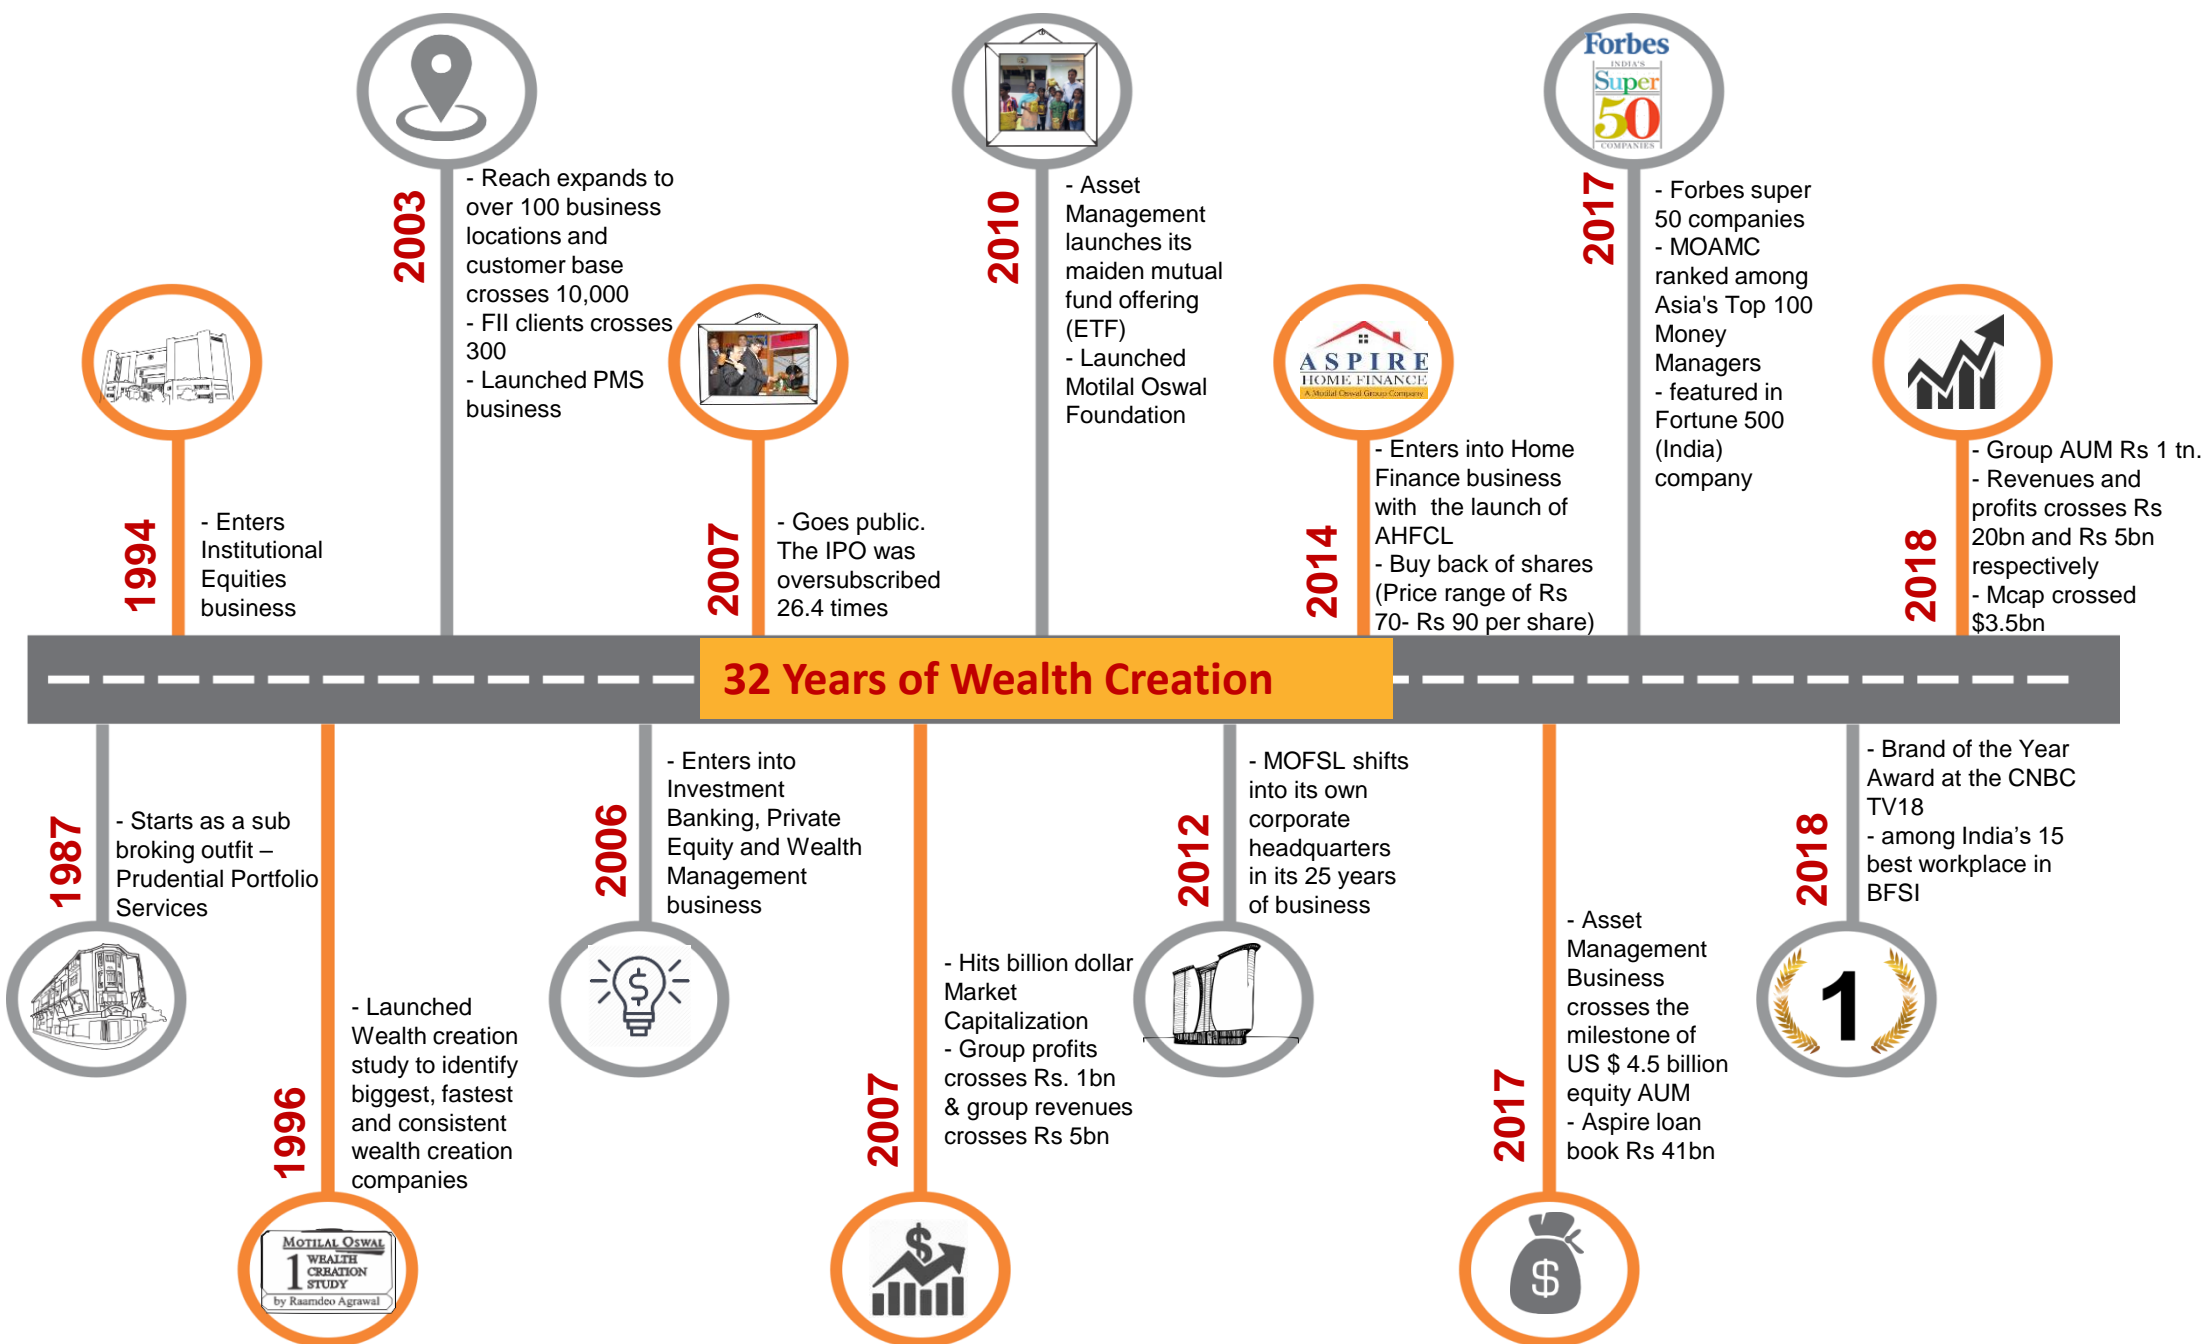 Forbes
INDIA'S
Super
50
COMPANIES
2003
- Reach expands to
over 100 business
locations and
customer base
crosses 10,000
- FII clients crosses
300
- Launched PMS
business
2010
- Asset
Management
launches its
maiden mutual
fund offering
(ETF)
- Launched
Motilal Oswal
Foundation
2017
- Forbes super
50 companies
- MOAMC
ranked among
Asia's Top 100
Money
Managers
- featured in
Fortune 500
(India)
company
1994
- Enters
Institutional
Equities
business
2007
- Goes public.
The IPO was
oversubscribed
26.4 times
ASPIRE
HOME FINANCE
A Motilal Oswal Group Company
2014
- Enters into Home
Finance business
with  the launch of
AHFCL
- Buy back of shares
(Price range of Rs
70- Rs 90 per share)
2018
- Group AUM Rs 1 tn.
- Revenues and
profits crosses Rs
20bn and Rs 5bn
respectively
- Mcap crossed
$3.5bn
32 Years of Wealth Creation
1987
- Starts as a sub
broking outfit –
Prudential Portfolio
Services
1996
- Launched
Wealth creation
study to identify
biggest, fastest
and consistent
wealth creation
companies
MOTILAL OSWAL
1 WEALTH
CREATION
STUDY
by Raamdeo Agrawal
2006
- Enters into
Investment
Banking, Private
Equity and Wealth
Management
business
$
2007
- Hits billion dollar
Market
Capitalization
- Group profits
crosses Rs. 1bn
& group revenues
crosses Rs 5bn
$
2012
- MOFSL shifts
into its own
corporate
headquarters
in its 25 years
of business
2017
- Asset
Management
Business
crosses the
milestone of
US $ 4.5 billion
equity AUM
- Aspire loan
book Rs 41bn
$
2018
- Brand of the Year
Award at the CNBC
TV18
- among India’s 15
best workplace in
BFSI
1